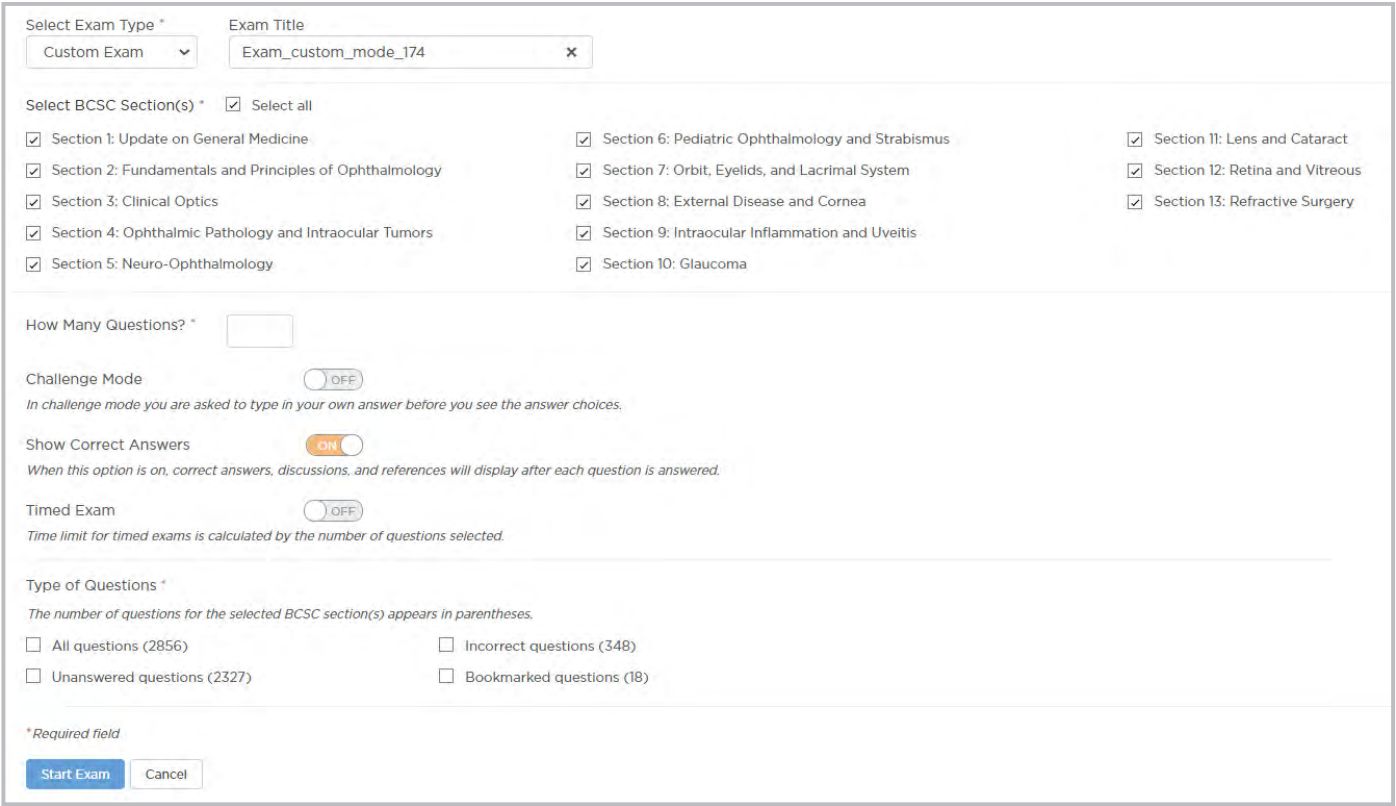 Select Exam Type * Exam Title
Custom Exam Exam_custom_mode_174 ×
Select BCSC Section(s) * Select all
Section 1: Update on General Medicine Section 6: Pediatric Ophthalmology and Strabismus Section 11: Lens and Cataract
Section 2: Fundamentals and Principles of Ophthalmology Section 7: Orbit, Eyelids, and Lacrimal System Section 12: Retina and Vitreous
Section 3: Clinical Optics Section 8: External Disease and Cornea Section 13: Refractive Surgery
Section 4: Ophthalmic Pathology and Intraocular Tumors Section 9: Intraocular Inflammation and Uveitis
Section 5: Neuro-Ophthalmology Section 10: Glaucoma
How Many Questions? *
Challenge Mode OFF
In challenge mode you are asked to type in your own answer before you see the answer choices.
Show Correct Answers ON
When this option is on, correct answers, discussions, and references will display after each question is answered.
Timed Exam OFF
Time limit for timed exams is calculated by the number of questions selected.
Type of Questions *
The number of questions for the selected BCSC section(s) appears in parentheses.
All questions (2856) Incorrect questions (348)
Unanswered questions (2327) Bookmarked questions (18)
*Required field
Start Exam Cancel